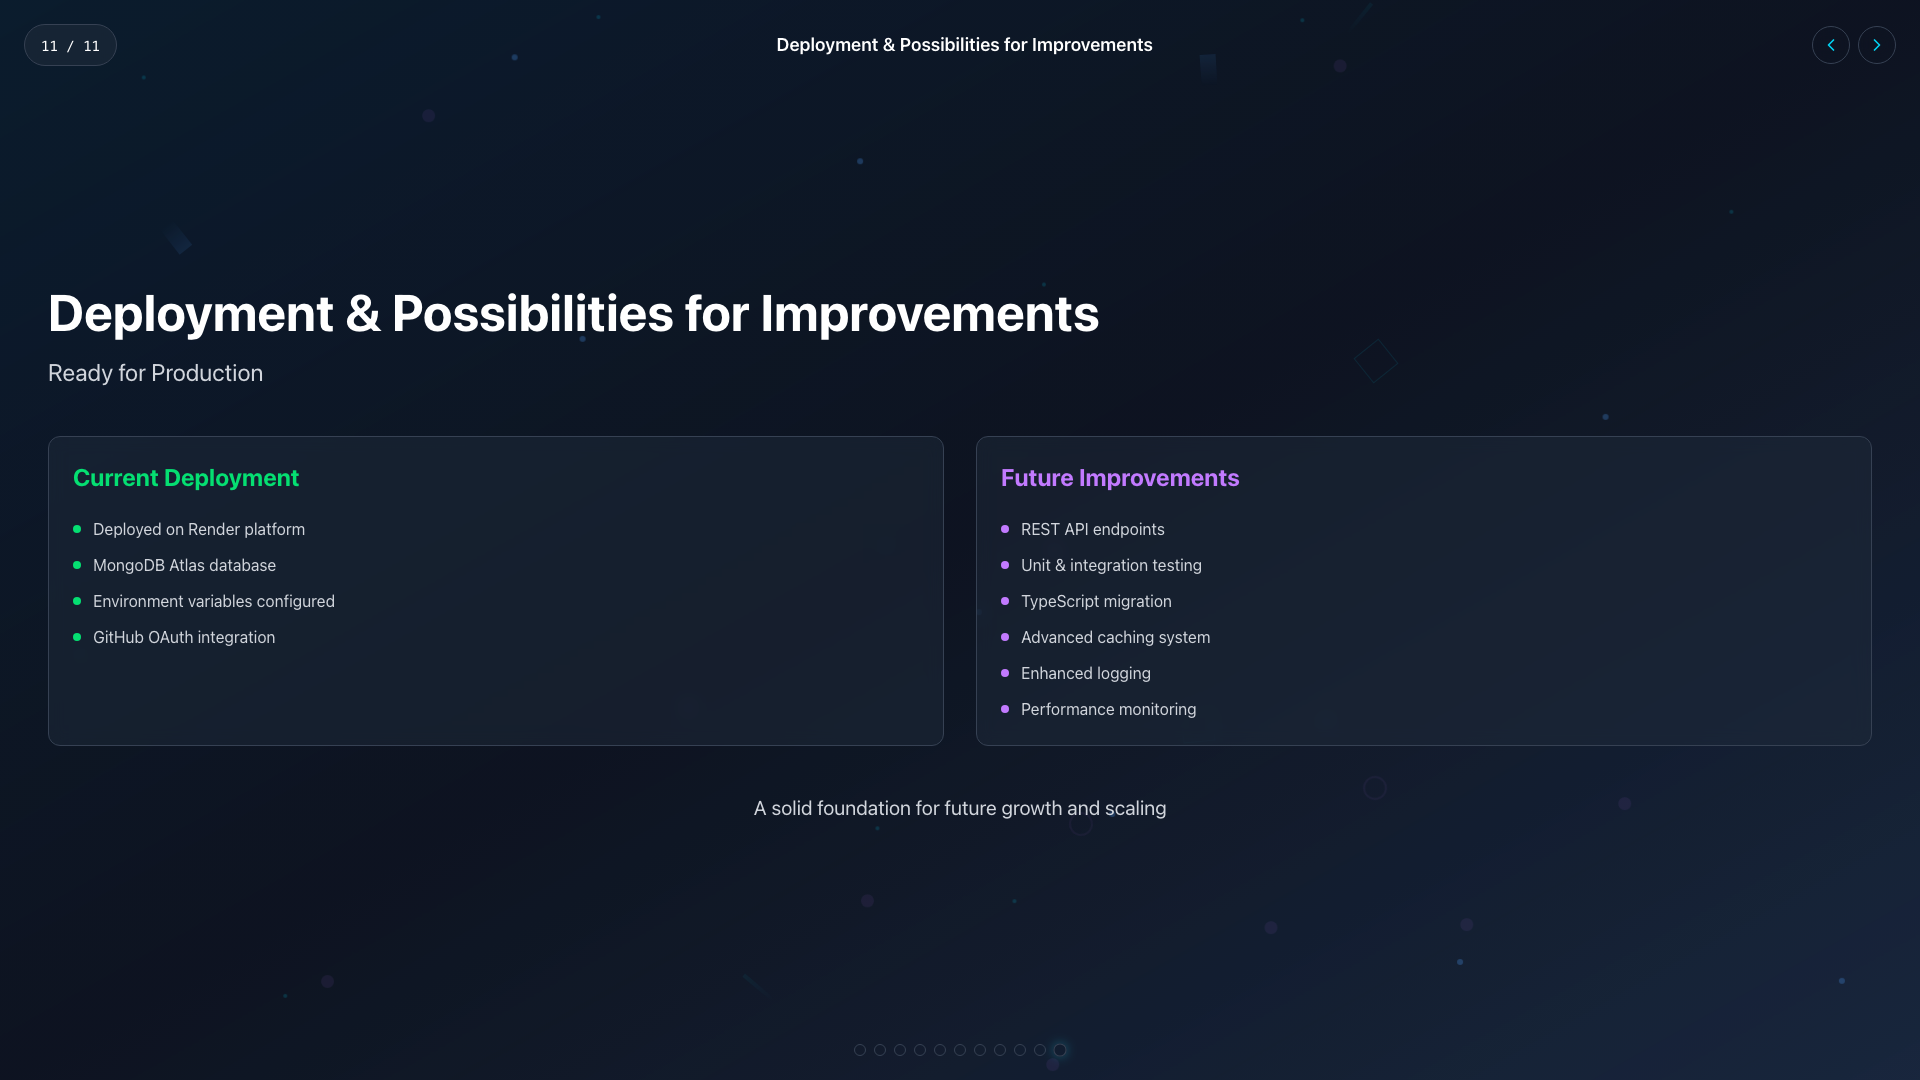 11 / 11
Deployment & Possibilities for Improvements
Deployment & Possibilities for Improvements
Ready for Production
Current Deployment
Deployed on Render platform
MongoDB Atlas database
Environment variables configured
GitHub OAuth integration
Future Improvements
REST API endpoints
Unit & integration testing
TypeScript migration
Advanced caching system
Enhanced logging
Performance monitoring
A solid foundation for future growth and scaling